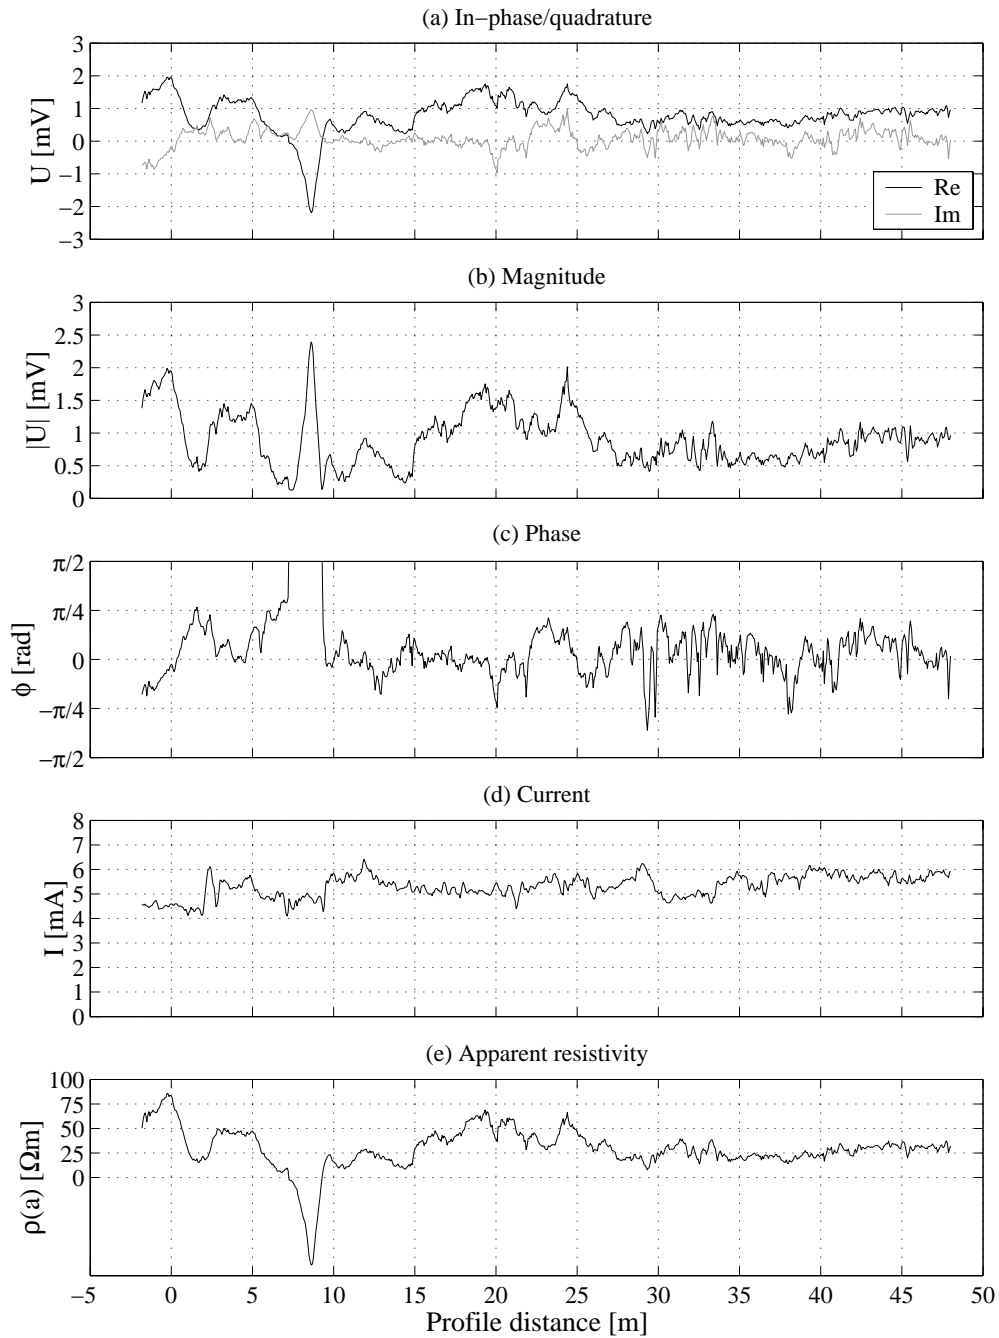 (a) In−phase/quadrature
3
2
1
0
−1
−2
−3
U [mV]
Re
Im
(b) Magnitude
3
2.5
2
1.5
1
0.5
0
|U| [mV]
(c) Phase
π/2
π/4
0
−π/4
−π/2
ϕ [rad]
(d) Current
8
7
6
5
4
3
2
1
0
I [mA]
(e) Apparent resistivity
100
75
50
25
0
ρ(a) [Ωm]
−5 0 5 10 15 20 25 30 35 40 45 50
Profile distance [m]